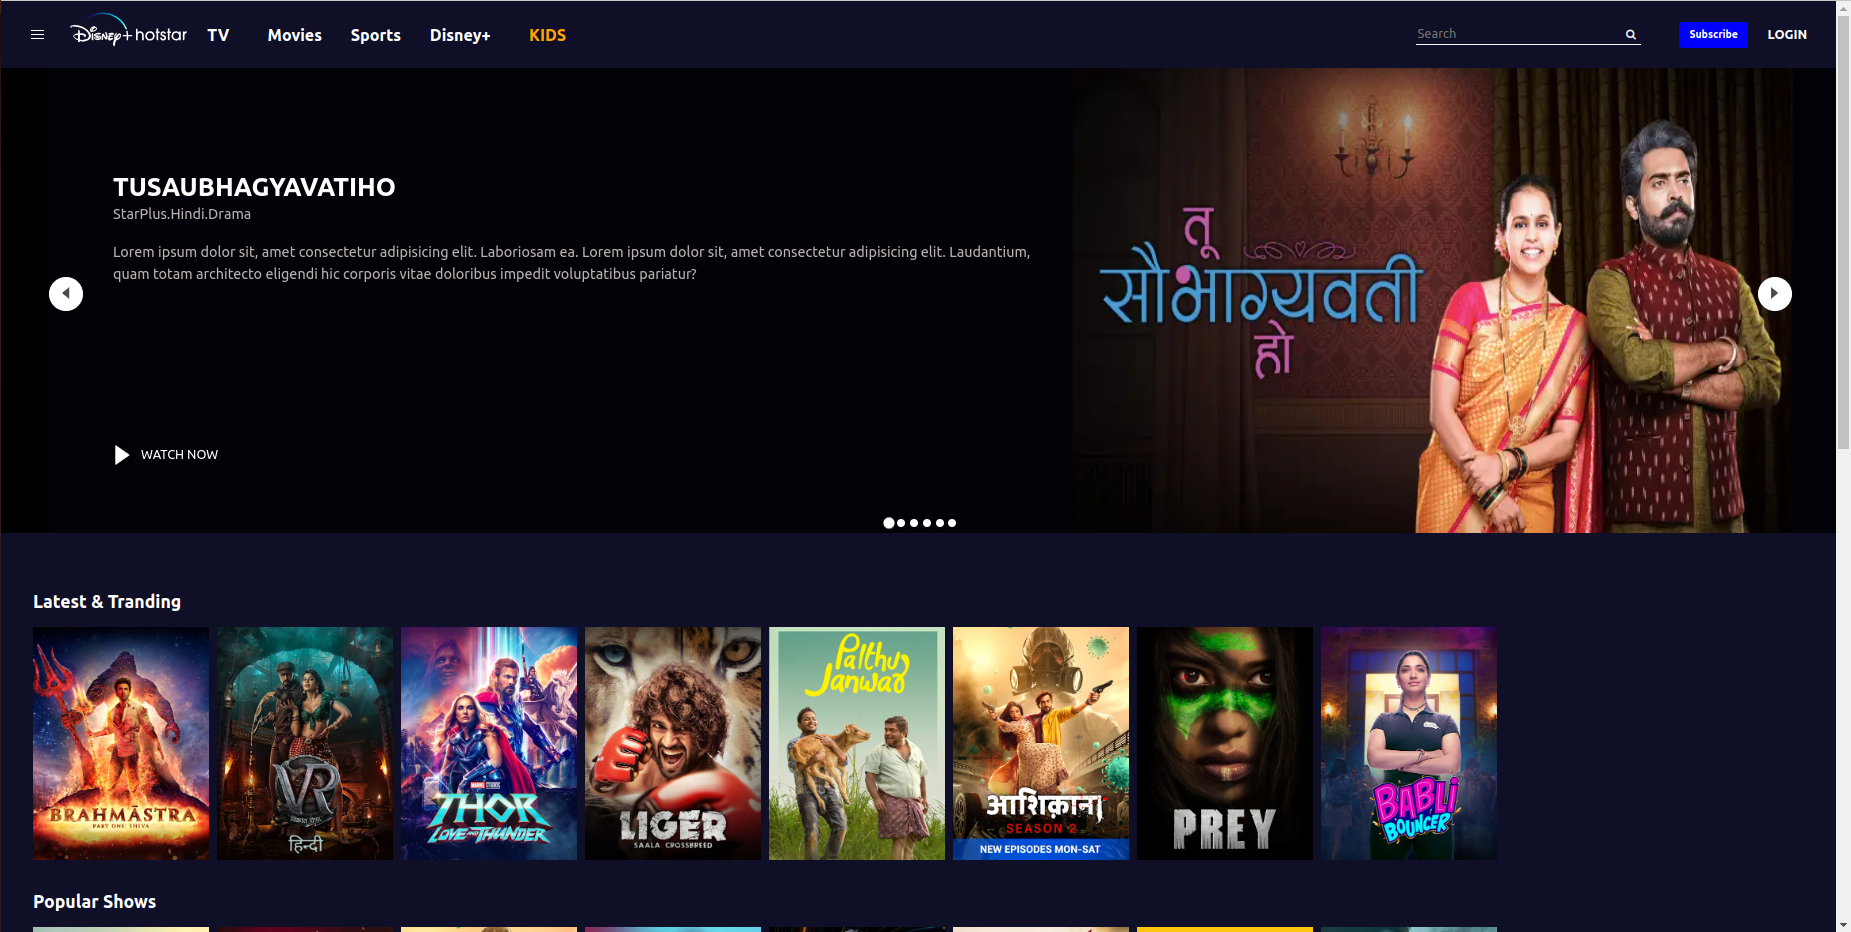 Disney+ hotstar TV Movies Sports Disney+ KIDS Search Subscribe LOGIN
TUSAUBHAGYAVATIHO
StarPlus.Hindi.Drama
Lorem ipsum dolor sit, amet consectetur adipisicing elit. Laboriosam ea. Lorem ipsum dolor sit, amet consectetur adipisicing elit. Laudantium,
quam totam architecto eligendi hic corporis vitae doloribus impedit voluptatibus pariatur?
WATCH NOW
तू
सौभाग्यवती
हो
Latest & Tranding
BRAHMĀSTRA
PART ONE: SHIVA
VR
हिन्दी
MARVEL STUDIOS
THOR
LOVE AND THUNDER
LIGER
SAALA CROSSBREED
Palthu
Janwar
आशिक़ाना
SEASON 2
NEW EPISODES MON-SAT
PREY
BABLI
BOUNCER
Popular Shows